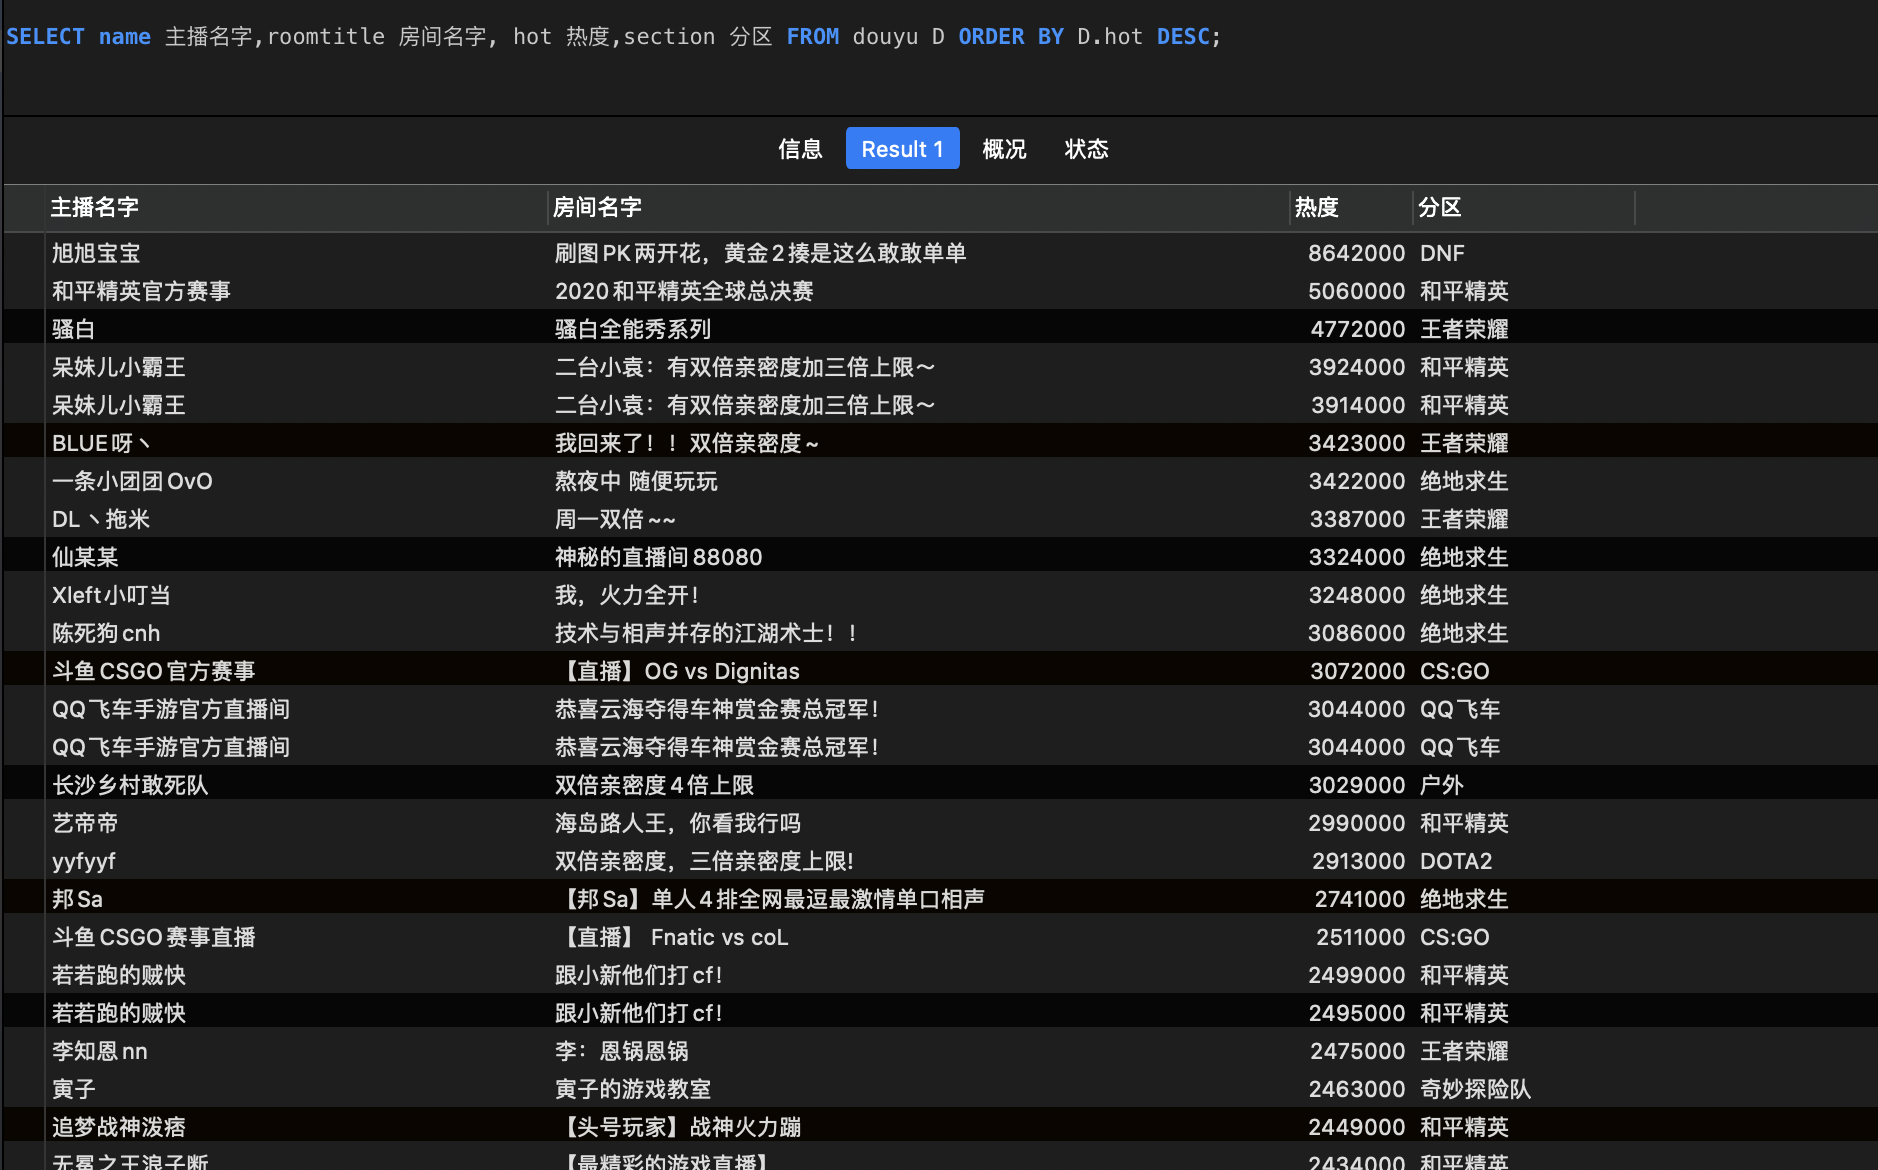 SELECT name 主播名字,roomtitle 房间名字, hot 热度,section 分区 FROM douyu D ORDER BY D.hot DESC;
信息 Result 1 概况 状态
主播名字 房间名字 热度 分区
旭旭宝宝 刷图PK两开花，黄金2揍是这么敢敢单单 8642000 DNF
和平精英官方赛事 2020和平精英全球总决赛 5060000 和平精英
骚白 骚白全能秀系列 4772000 王者荣耀
呆妹儿小霸王 二台小袁：有双倍亲密度加三倍上限～ 3924000 和平精英
呆妹儿小霸王 二台小袁：有双倍亲密度加三倍上限～ 3914000 和平精英
BLUE呀丶 我回来了！！双倍亲密度~ 3423000 王者荣耀
一条小团团OvO 熬夜中 随便玩玩 3422000 绝地求生
DL丶拖米 周一双倍~~ 3387000 王者荣耀
仙某某 神秘的直播间88080 3324000 绝地求生
Xleft小叮当 我，火力全开！ 3248000 绝地求生
陈死狗cnh 技术与相声并存的江湖术士！！ 3086000 绝地求生
斗鱼CSGO官方赛事 【直播】OG vs Dignitas 3072000 CS:GO
QQ飞车手游官方直播间 恭喜云海夺得车神赏金赛总冠军！ 3044000 QQ飞车
QQ飞车手游官方直播间 恭喜云海夺得车神赏金赛总冠军！ 3044000 QQ飞车
长沙乡村敢死队 双倍亲密度4倍上限 3029000 户外
艺帝帝 海岛路人王，你看我行吗 2990000 和平精英
yyfyyf 双倍亲密度，三倍亲密度上限! 2913000 DOTA2
邦Sa 【邦Sa】单人4排全网最逗最激情单口相声 2741000 绝地求生
斗鱼CSGO赛事直播 【直播】 Fnatic vs coL 2511000 CS:GO
若若跑的贼快 跟小新他们打cf！ 2499000 和平精英
若若跑的贼快 跟小新他们打cf！ 2495000 和平精英
李知恩nn 李：恩锅恩锅 2475000 王者荣耀
寅子 寅子的游戏教室 2463000 奇妙探险队
追梦战神泼痞 【头号玩家】战神火力蹦 2449000 和平精英
无冕之王浪子断 【最精彩的游戏直播】 2434000 和平精英